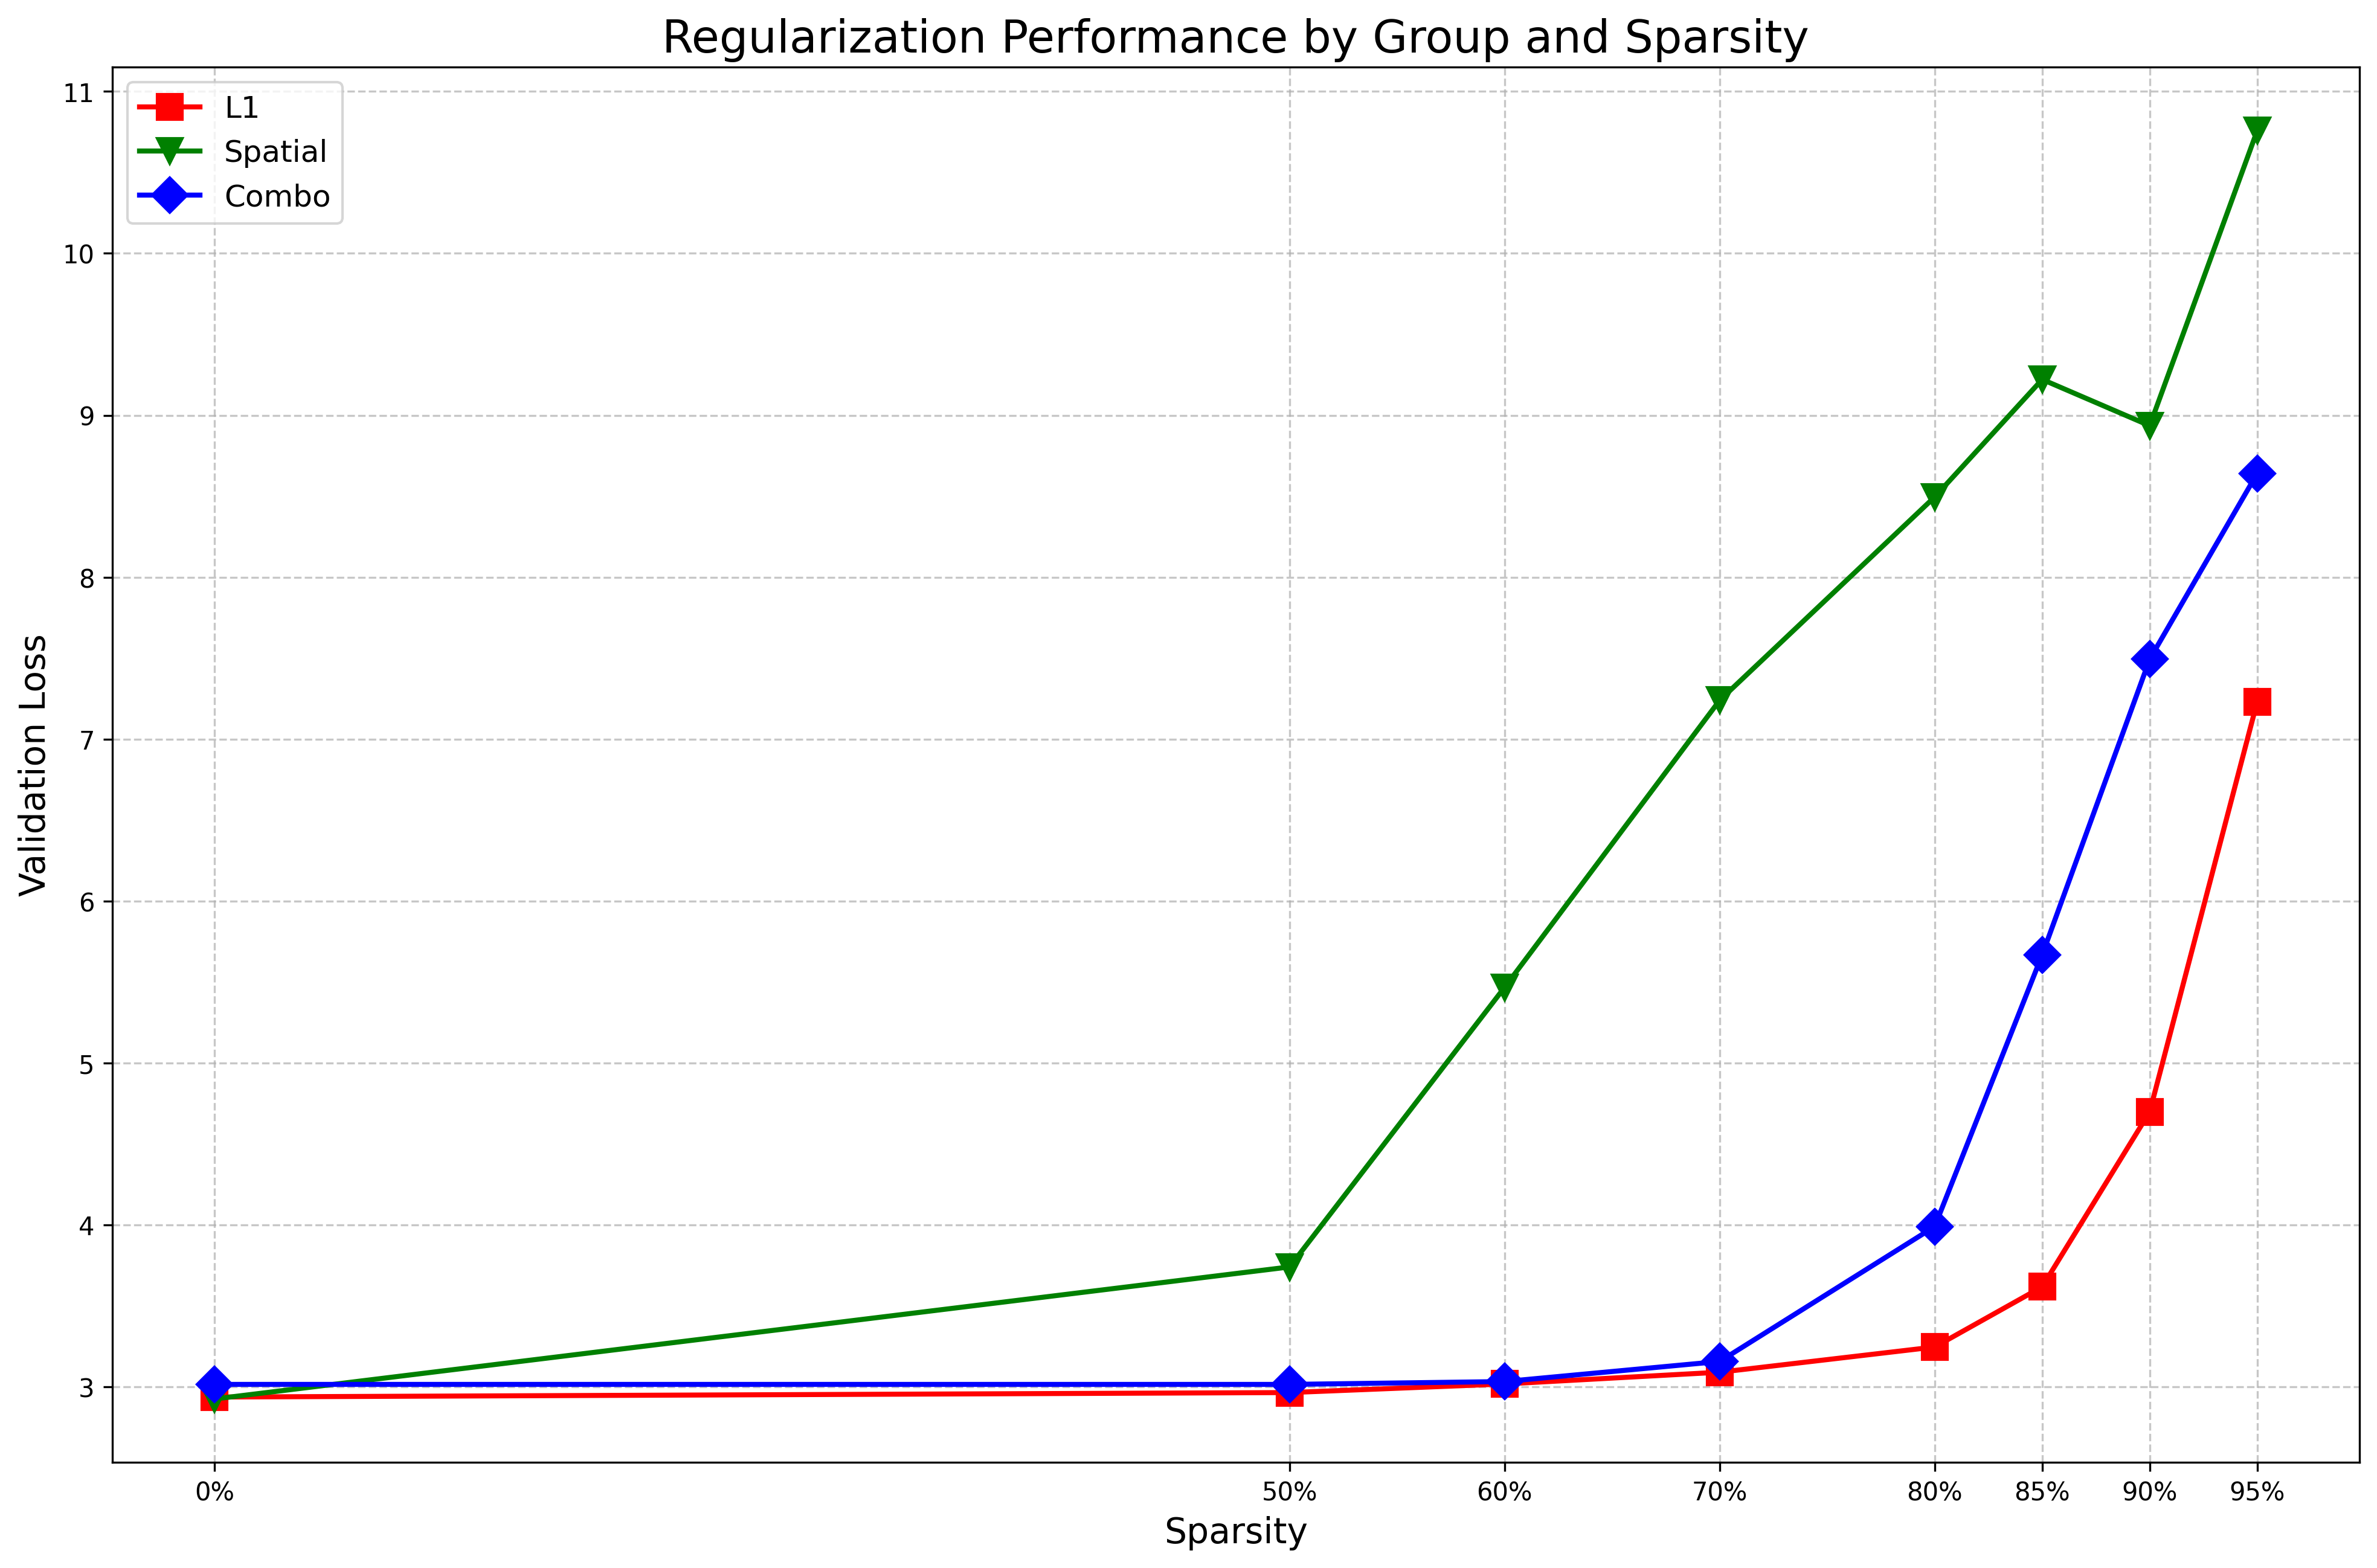 Regularization Performance by Group and Sparsity
L1
Spatial
Combo
Validation Loss
11
10
9
8
7
6
5
4
3
0% 50% 60% 70% 80% 85% 90% 95%
Sparsity